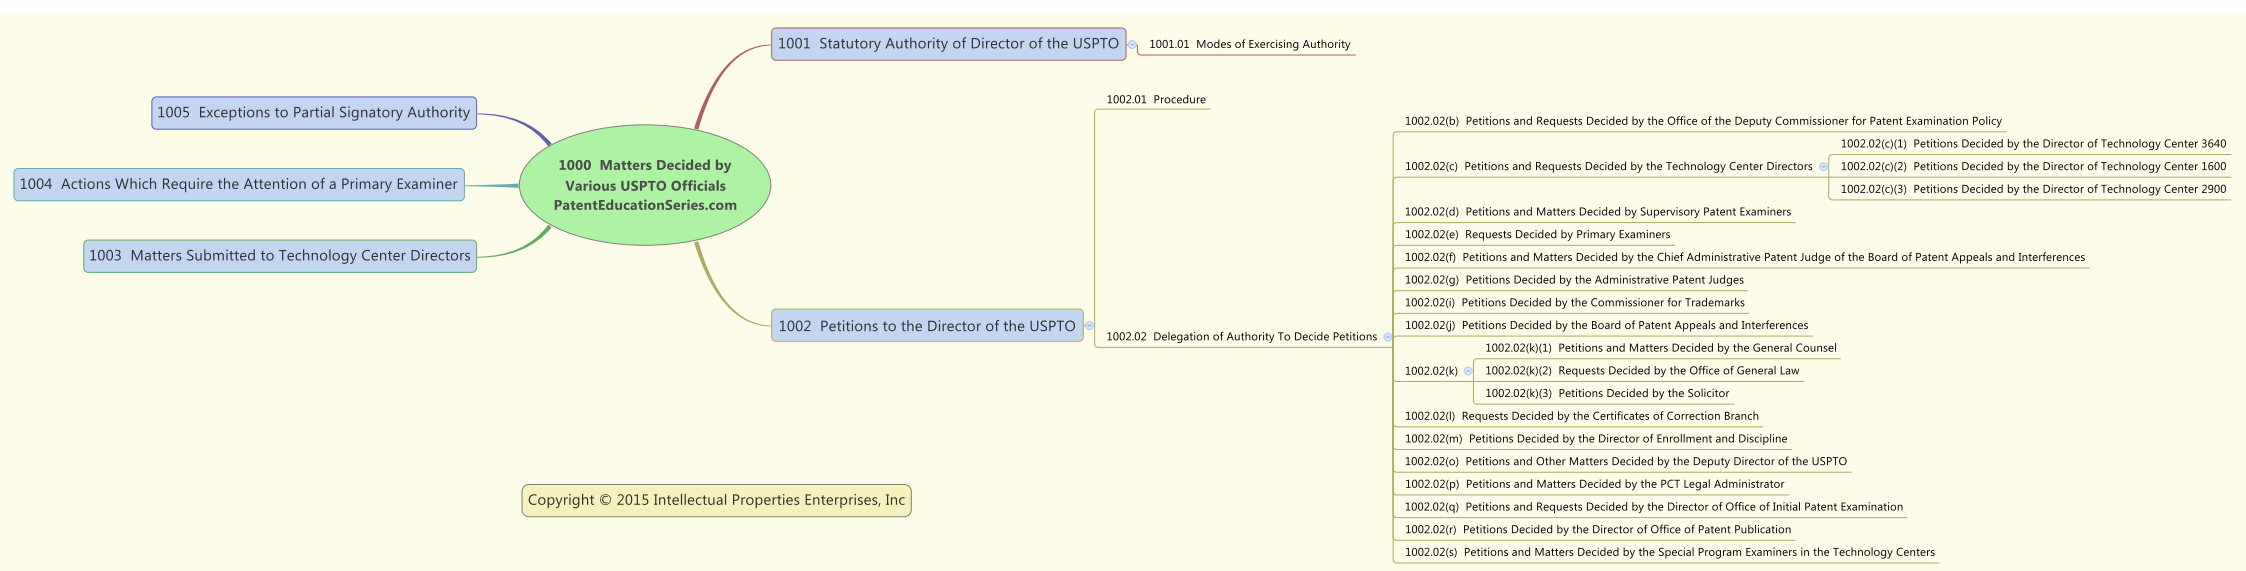 1000  Matters Decided by
Various USPTO Officials
PatentEducationSeries.com
1001  Statutory Authority of Director of the USPTO
1001.01  Modes of Exercising Authority
1002  Petitions to the Director of the USPTO
1002.01  Procedure
1002.02  Delegation of Authority To Decide Petitions
1002.02(b)  Petitions and Requests Decided by the Office of the Deputy Commissioner for Patent Examination Policy
1002.02(c)  Petitions and Requests Decided by the Technology Center Directors
1002.02(c)(1)  Petitions Decided by the Director of Technology Center 3640
1002.02(c)(2)  Petitions Decided by the Director of Technology Center 1600
1002.02(c)(3)  Petitions Decided by the Director of Technology Center 2900
1002.02(d)  Petitions and Matters Decided by Supervisory Patent Examiners
1002.02(e)  Requests Decided by Primary Examiners
1002.02(f)  Petitions and Matters Decided by the Chief Administrative Patent Judge of the Board of Patent Appeals and Interferences
1002.02(g)  Petitions Decided by the Administrative Patent Judges
1002.02(i)  Petitions Decided by the Commissioner for Trademarks
1002.02(j)  Petitions Decided by the Board of Patent Appeals and Interferences
1002.02(k)
1002.02(k)(1)  Petitions and Matters Decided by the General Counsel
1002.02(k)(2)  Requests Decided by the Office of General Law
1002.02(k)(3)  Petitions Decided by the Solicitor
1002.02(l)  Requests Decided by the Certificates of Correction Branch
1002.02(m)  Petitions Decided by the Director of Enrollment and Discipline
1002.02(o)  Petitions and Other Matters Decided by the Deputy Director of the USPTO
1002.02(p)  Petitions and Matters Decided by the PCT Legal Administrator
1002.02(q)  Petitions and Requests Decided by the Director of Office of Initial Patent Examination
1002.02(r)  Petitions Decided by the Director of Office of Patent Publication
1002.02(s)  Petitions and Matters Decided by the Special Program Examiners in the Technology Centers
1003  Matters Submitted to Technology Center Directors
1004  Actions Which Require the Attention of a Primary Examiner
1005  Exceptions to Partial Signatory Authority
Copyright © 2015 Intellectual Properties Enterprises, Inc